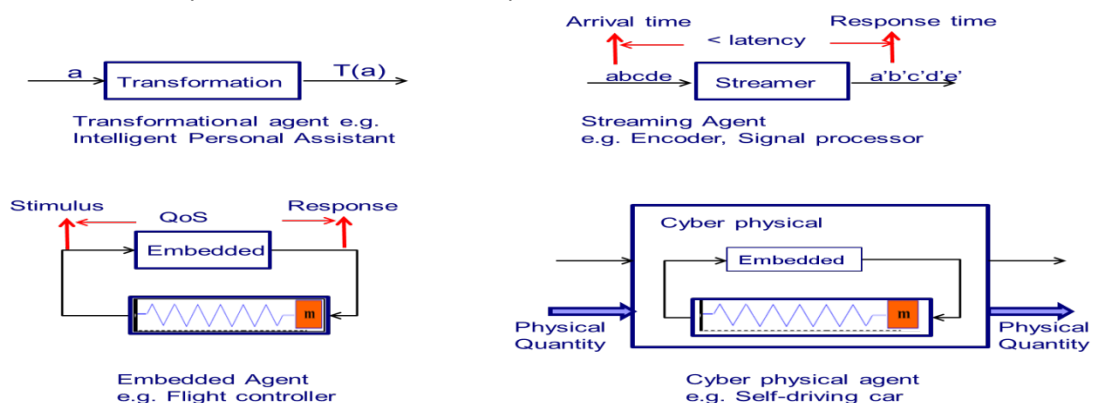 a
Transformation
T(a)
Transformational agent e.g.
Intelligent Personal Assistant
Arrival time
Response time
< latency
abcde
Streamer
a'b'c'd'e'
Streaming Agent
e.g. Encoder, Signal processor
Stimulus
QoS
Response
Embedded
m
Embedded Agent
e.g. Flight controller
Cyber physical
Embedded
m
Physical
Quantity
Physical
Quantity
Cyber physical agent
e.g. Self-driving car